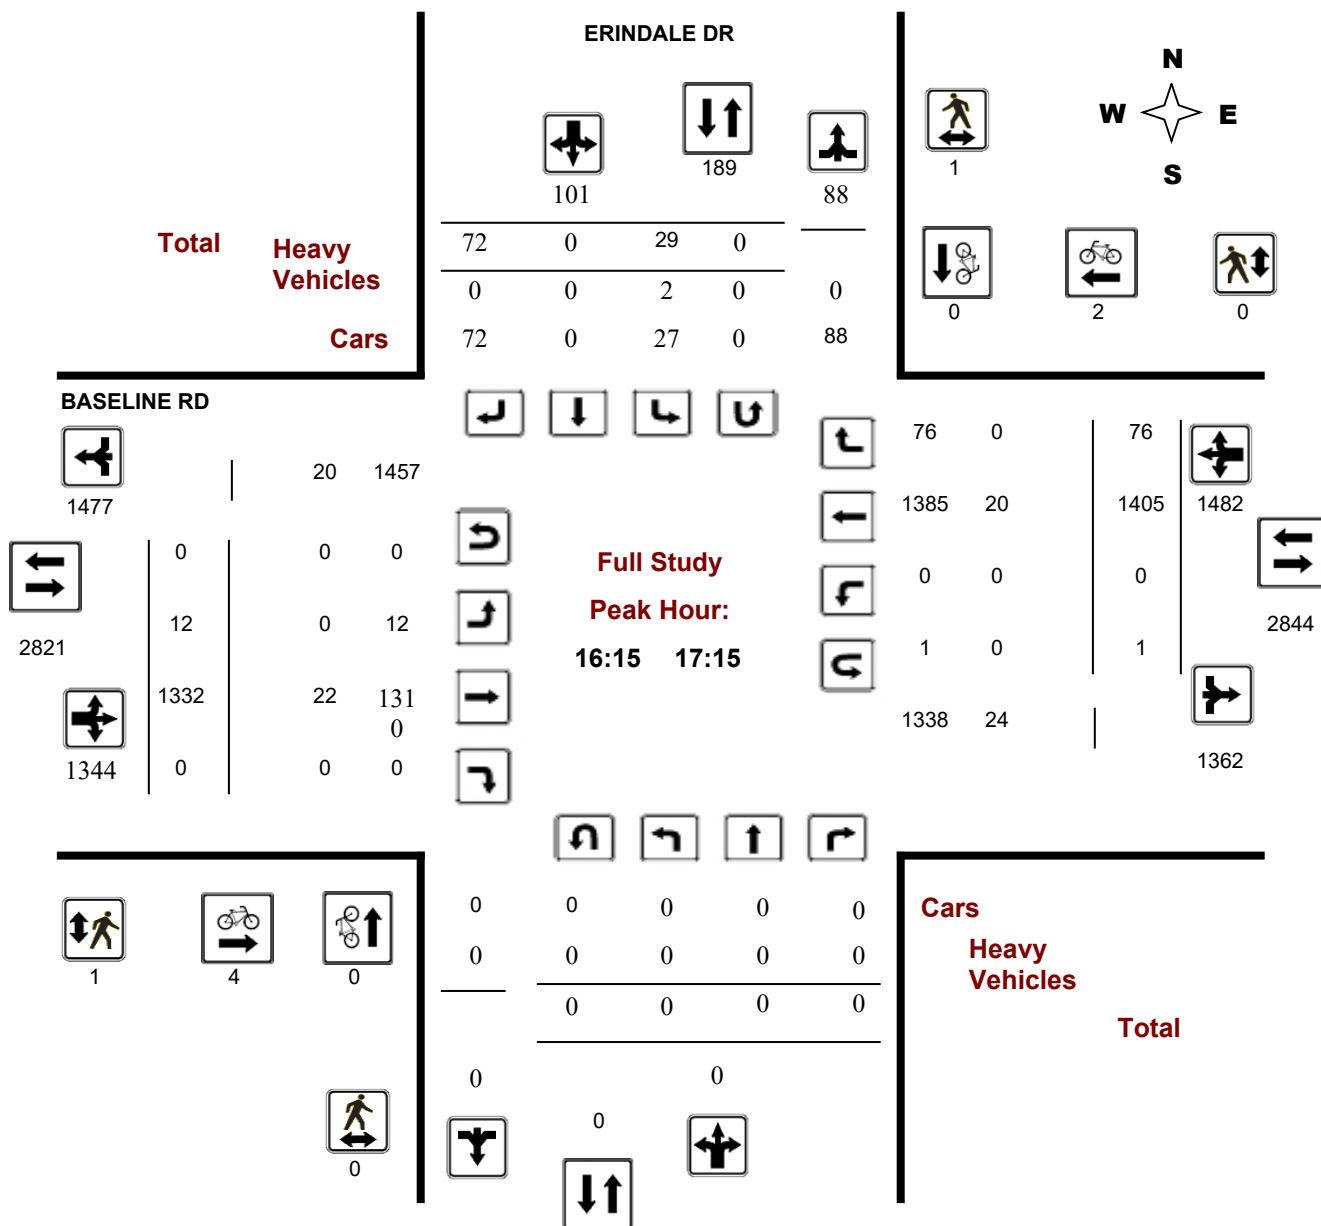 ERINDALE DR
N
W E
S
189
1
101 88
Total Heavy Vehicles
72 0 29 0
0 0 2 0 0
Cars
72 0 27 0 88
0 2 0
BASELINE RD
76 0 76
20 1457
1477
1385 20 1405 1482
0 0 0
Full Study
0 0 0
Peak Hour:
12 0 12
2844
2821
16:15 17:15
1 0 1
1332 22 131
0
1338 24
1344 0 0 0
1362
0 0 0 0 0
Cars
0 0 0 0 0
Heavy
Vehicles
1 4 0
0 0 0 0
Total
0 0
0
0